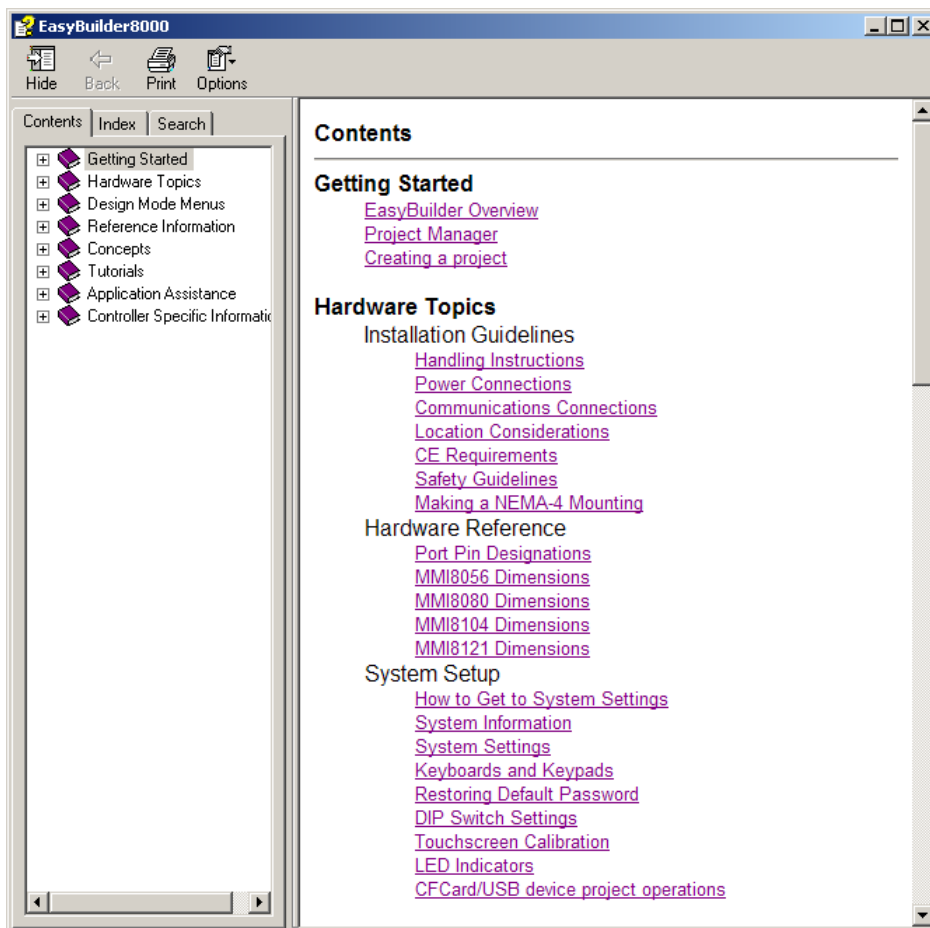 EasyBuilder8000
Hide Back Print Options
Contents Index Search
Getting Started
Hardware Topics
Design Mode Menus
Reference Information
Concepts
Tutorials
Application Assistance
Controller Specific Informatic
Contents
Getting Started
EasyBuilder Overview
Project Manager
Creating a project
Hardware Topics
Installation Guidelines
Handling Instructions
Power Connections
Communications Connections
Location Considerations
CE Requirements
Safety Guidelines
Making a NEMA-4 Mounting
Hardware Reference
Port Pin Designations
MMI8056 Dimensions
MMI8080 Dimensions
MMI8104 Dimensions
MMI8121 Dimensions
System Setup
How to Get to System Settings
System Information
System Settings
Keyboards and Keypads
Restoring Default Password
DIP Switch Settings
Touchscreen Calibration
LED Indicators
CFCard/USB device project operations